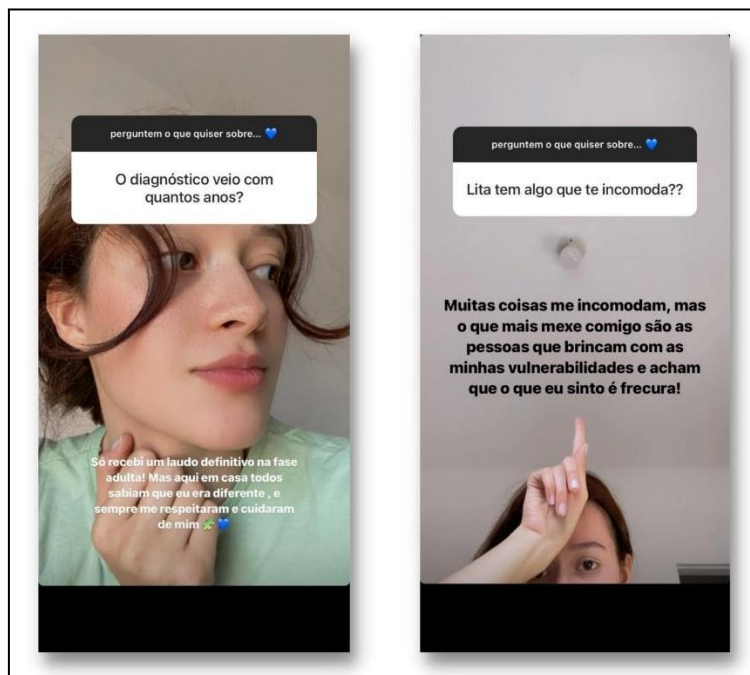 perguntem o que quiser sobre... 💙
O diagnóstico veio com
quantos anos?
Só recebi um laudo definitivo na fase
adulta! Mas aqui em casa todos
sabiam que eu era diferente , e
sempre me respeitaram e cuidaram
de mim 🧩💙
perguntem o que quiser sobre... 💙
Lita tem algo que te incomoda??
Muitas coisas me incomodam, mas
o que mais mexe comigo são as
pessoas que brincam com as
minhas vulnerabilidades e acham
que o que eu sinto é frecura!